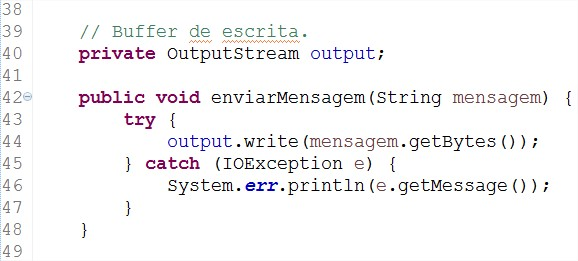 38
39 // Buffer de escrita.
40 private OutputStream output;
41
42 public void enviarMensagem(String mensagem) {
43 try {
44 output.write(mensagem.getBytes());
45 } catch (IOException e) {
46 System.err.println(e.getMessage());
47 }
48 }
49